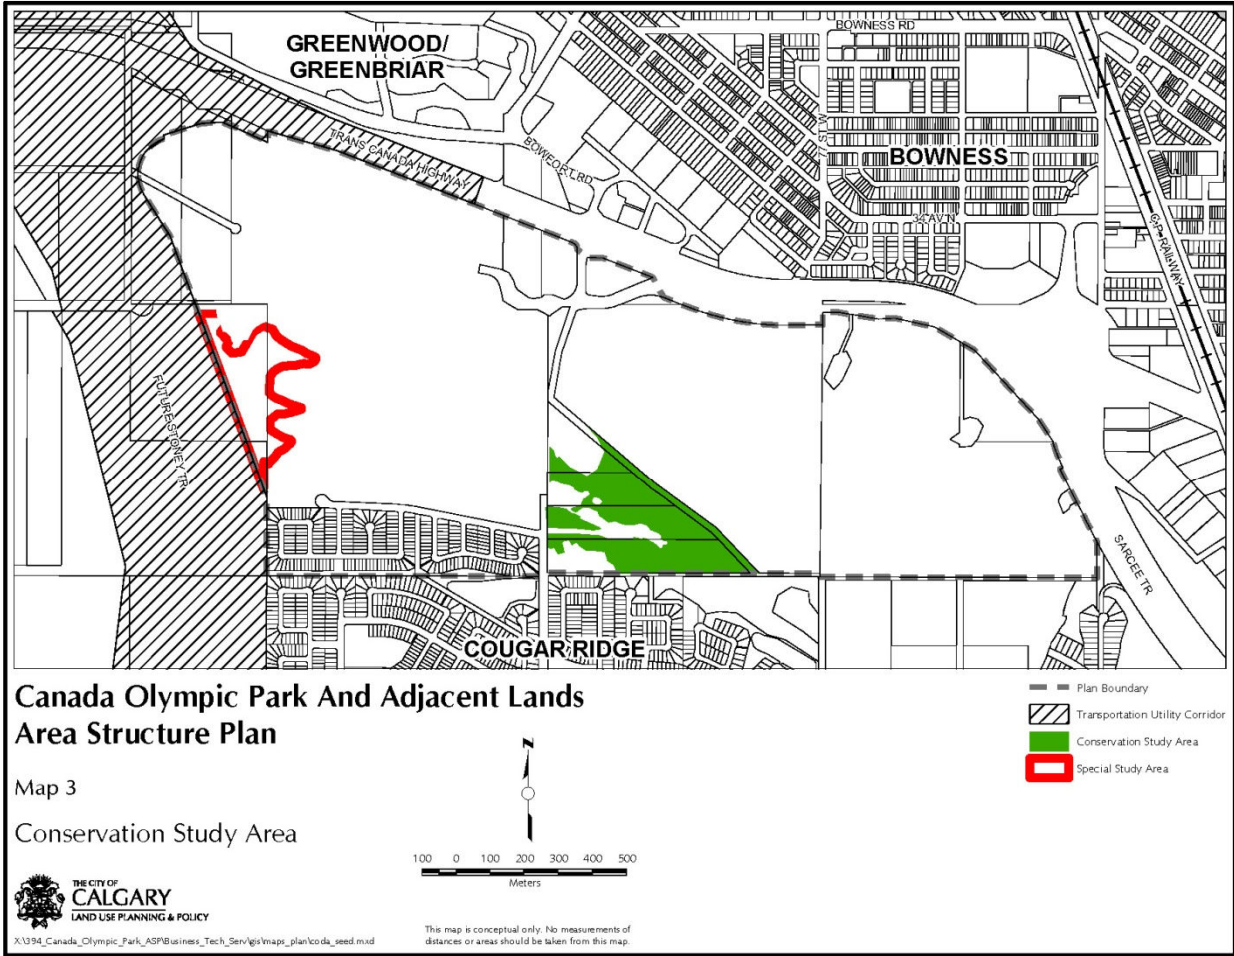 BOWNESS RD
GREENWOOD/
GREENBRIAR
TRANS CANADA HIGHWAY
BOWFORT RD
77 ST W
BOWNESS
34 AV N
C.P. RAILWAY
FUTURE STONEY TR
SARCEE TR
COUGAR RIDGE
Canada Olympic Park And Adjacent Lands
Area Structure Plan
Map 3
Conservation Study Area
N
100 0 100 200 300 400 500
Meters
Plan Boundary
Transportation Utility Corridor
Conservation Study Area
Special Study Area
THE CITY OF
CALGARY
LAND USE PLANNING & POLICY
X:\394_Canada_Olympic_Park_ASP\Business_Tech_Serv\gis\maps_plan\coda_seed.mxd
This map is conceptual only. No measurements of
distances or areas should be taken from this map.